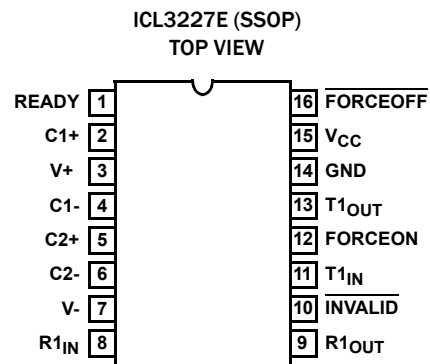 ICL3227E (SSOP)
TOP VIEW
READY 1 16 FORCEOFF
C1+ 2 15 VCC
V+ 3 14 GND
C1- 4 13 T1OUT
C2+ 5 12 FORCEON
C2- 6 11 T1IN
V- 7 10 INVALID
R1IN 8 9 R1OUT